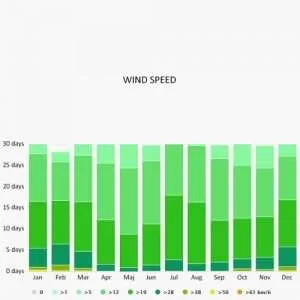 WIND SPEED
30 days
25 days
20 days
15 days
10 days
5 days
0 days
Jan Feb Mar Apr May Jun Jul Aug Sep Oct Nov Dec
0 >1 >5 >12 >19 >28 >38 >50 >61 km/h